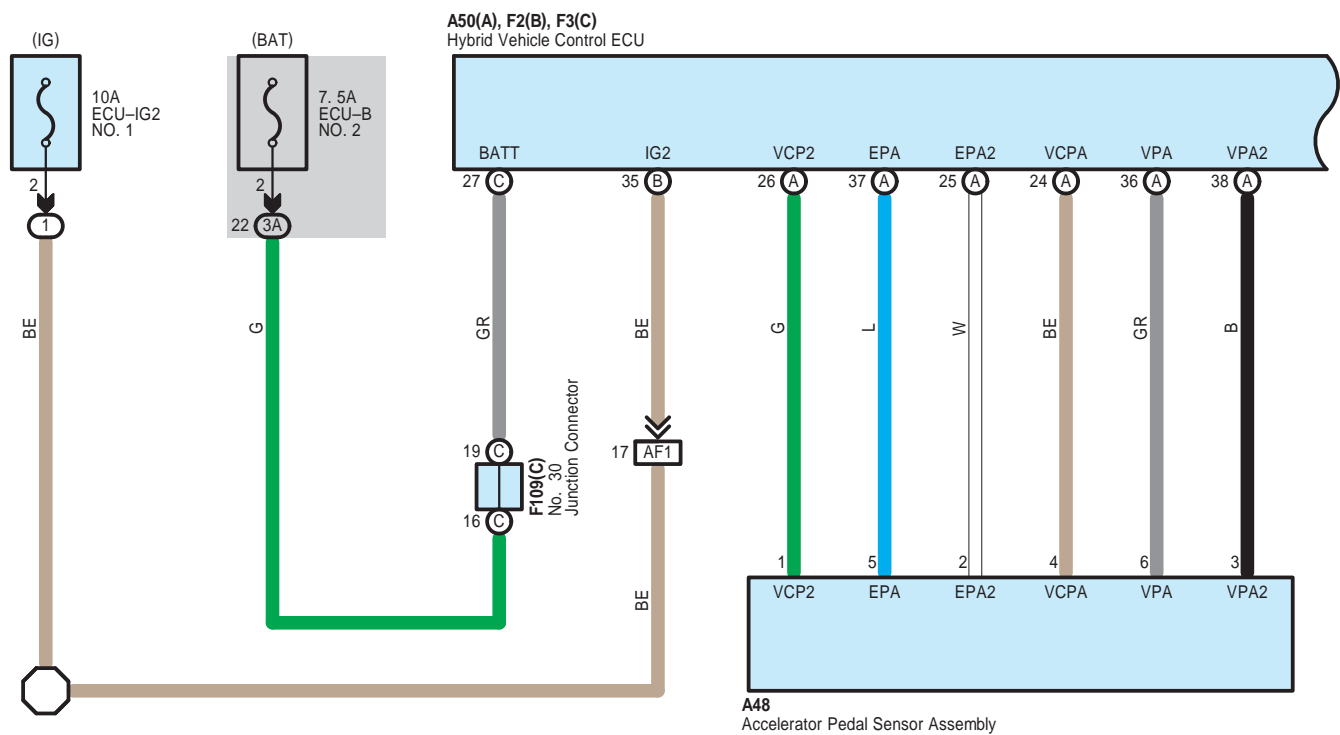 A50(A), F2(B), F3(C)
Hybrid Vehicle Control ECU
(IG)
(BAT)
10A
ECU–IG2
NO. 1
7. 5A
ECU–B
NO. 2
BATT
IG2
VCP2
EPA
EPA2
VCPA
VPA
VPA2
27 C
35 B
26 A
37 A
25 A
24 A
36 A
38 A
2
2
1
22 3A
BE
G
GR
BE
G
L
W
BE
GR
B
19 C
17 AF1
F109(C)
No. 30
Junction Connector
16 C
BE
1
5
2
4
6
3
VCP2
EPA
EPA2
VCPA
VPA
VPA2
A48
Accelerator Pedal Sensor Assembly